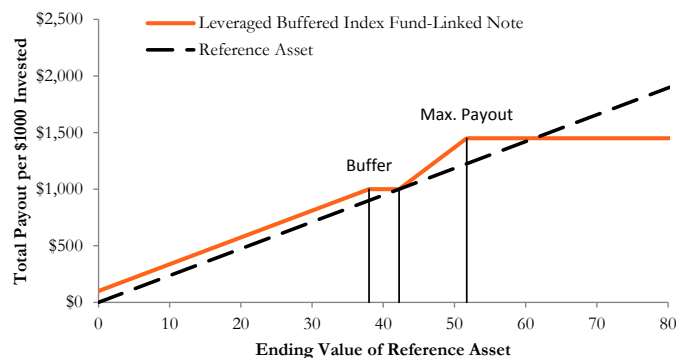 $2,500
$2,000
$1,500
$1,000
$500
$0
Total Payout per $1000 Invested
Leveraged Buffered Index Fund-Linked Note
Reference Asset
Max. Payout
Buffer
0 10 20 30 40 50 60 70 80
Ending Value of Reference Asset